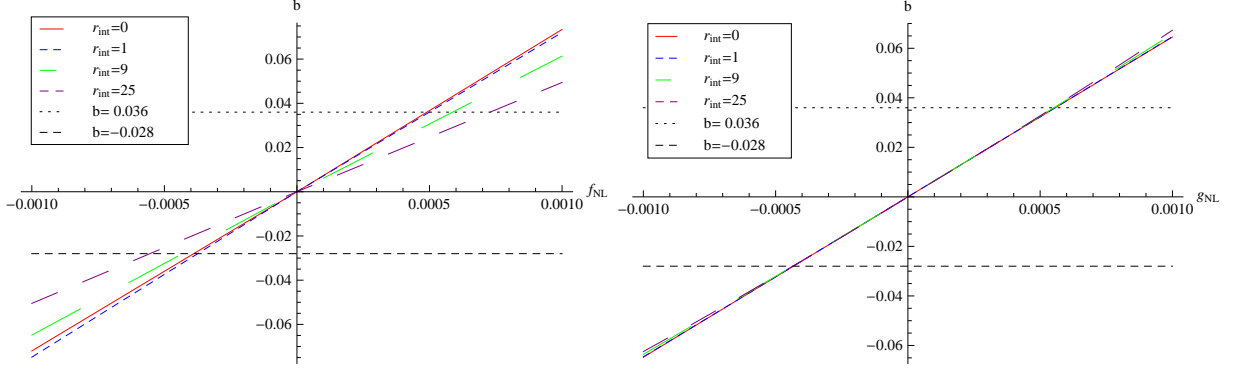 b
r_int=0
r_int=1
r_int=9
r_int=25
b= 0.036
b=−0.028
0.06
0.04
0.02
−0.02
−0.04
−0.06
−0.0010
−0.0005
0.0005
0.0010
f_NL
b
r_int=0
r_int=1
r_int=9
r_int=25
b= 0.036
b=−0.028
0.06
0.04
0.02
−0.02
−0.04
−0.06
−0.0010
−0.0005
0.0005
0.0010
g_NL